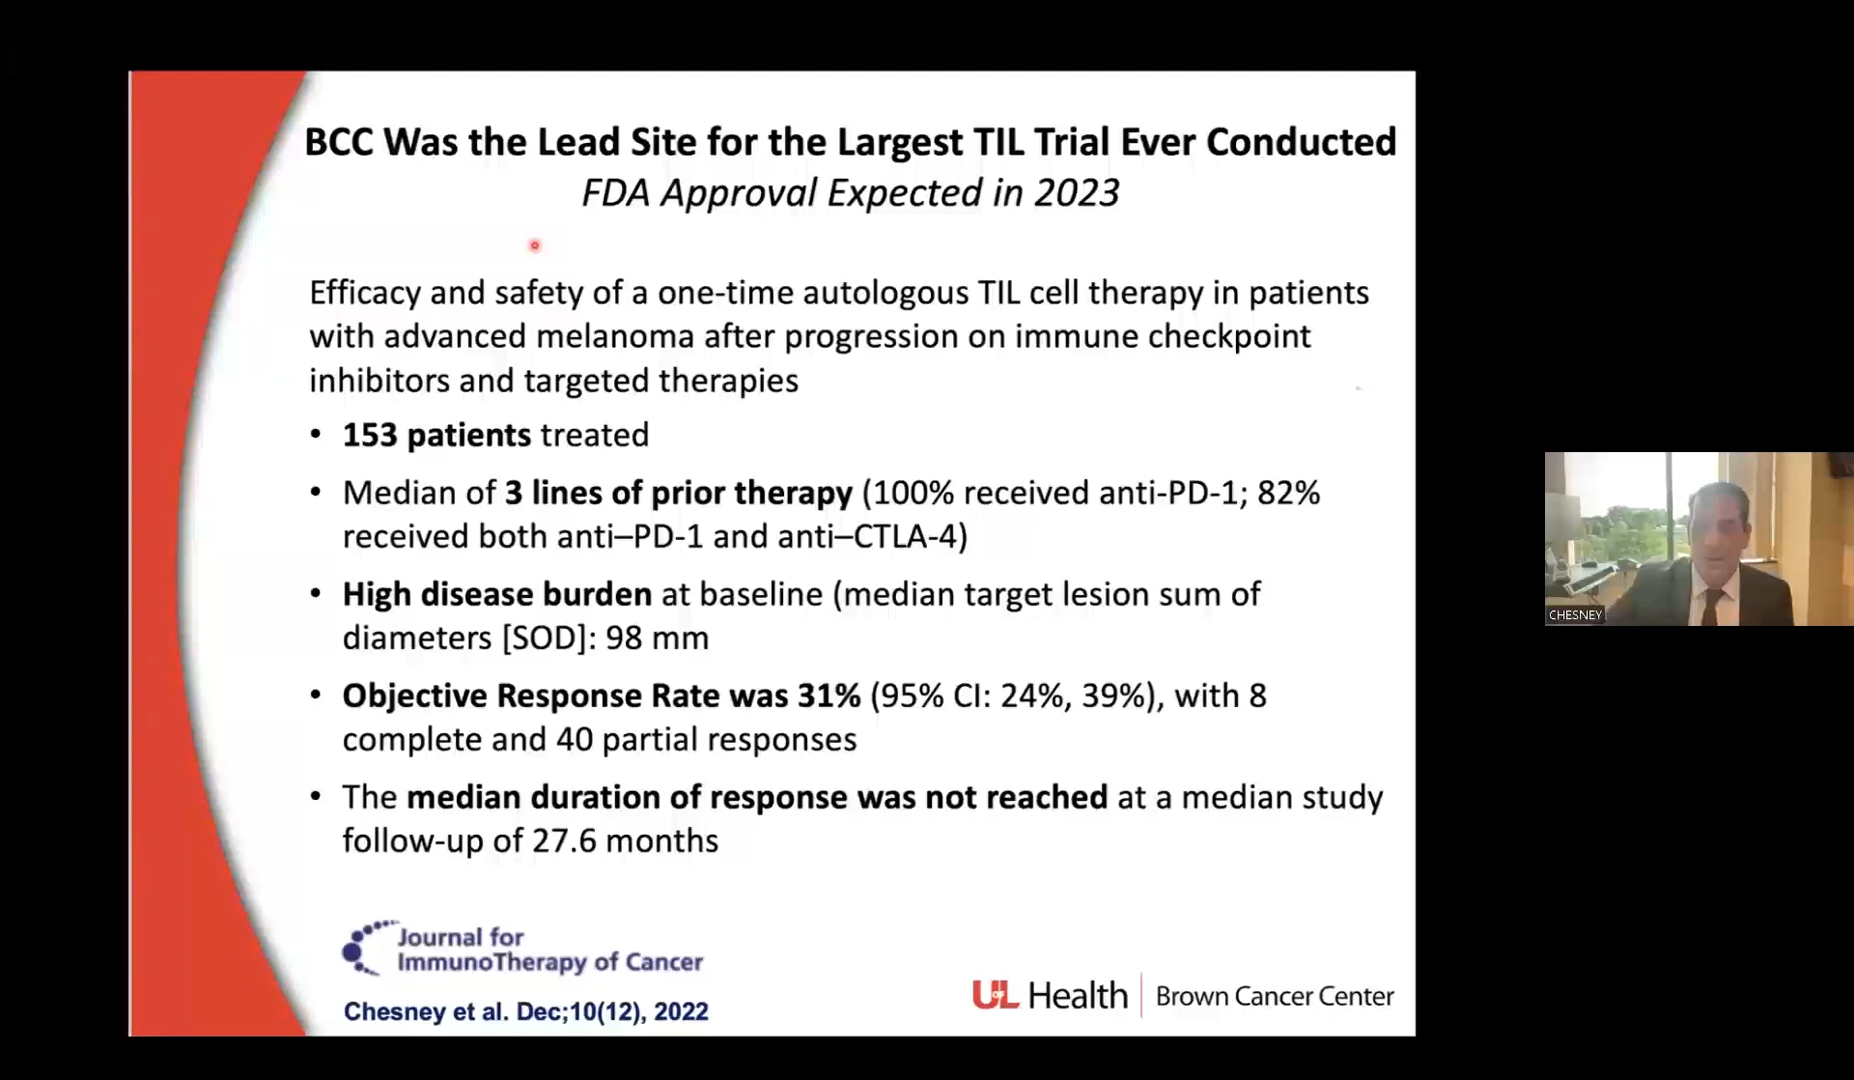 BCC Was the Lead Site for the Largest TIL Trial Ever Conducted
FDA Approval Expected in 2023
Efficacy and safety of a one-time autologous TIL cell therapy in patients
with advanced melanoma after progression on immune checkpoint
inhibitors and targeted therapies
• 153 patients treated
• Median of 3 lines of prior therapy (100% received anti-PD-1; 82%
received both anti–PD-1 and anti–CTLA-4)
• High disease burden at baseline (median target lesion sum of
diameters [SOD]: 98 mm
• Objective Response Rate was 31% (95% CI: 24%, 39%), with 8
complete and 40 partial responses
• The median duration of response was not reached at a median study
follow-up of 27.6 months
Journal for
ImmunoTherapy of Cancer
Chesney et al. Dec;10(12), 2022
UofL Health | Brown Cancer Center
CHESNEY